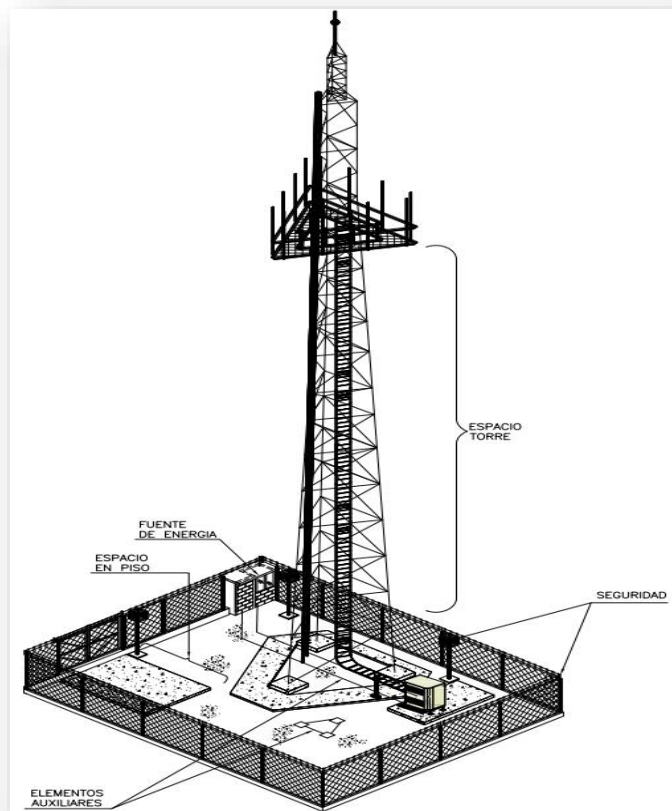 ESPACIO
TORRE
FUENTE
DE ENERGIA
ESPACIO
EN PISO
SEGURIDAD
ELEMENTOS
AUXILIARES